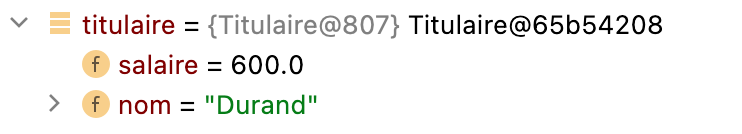 titulaire = {Titulaire@807} Titulaire@65b54208
f salaire = 600.0
f nom = "Durand"